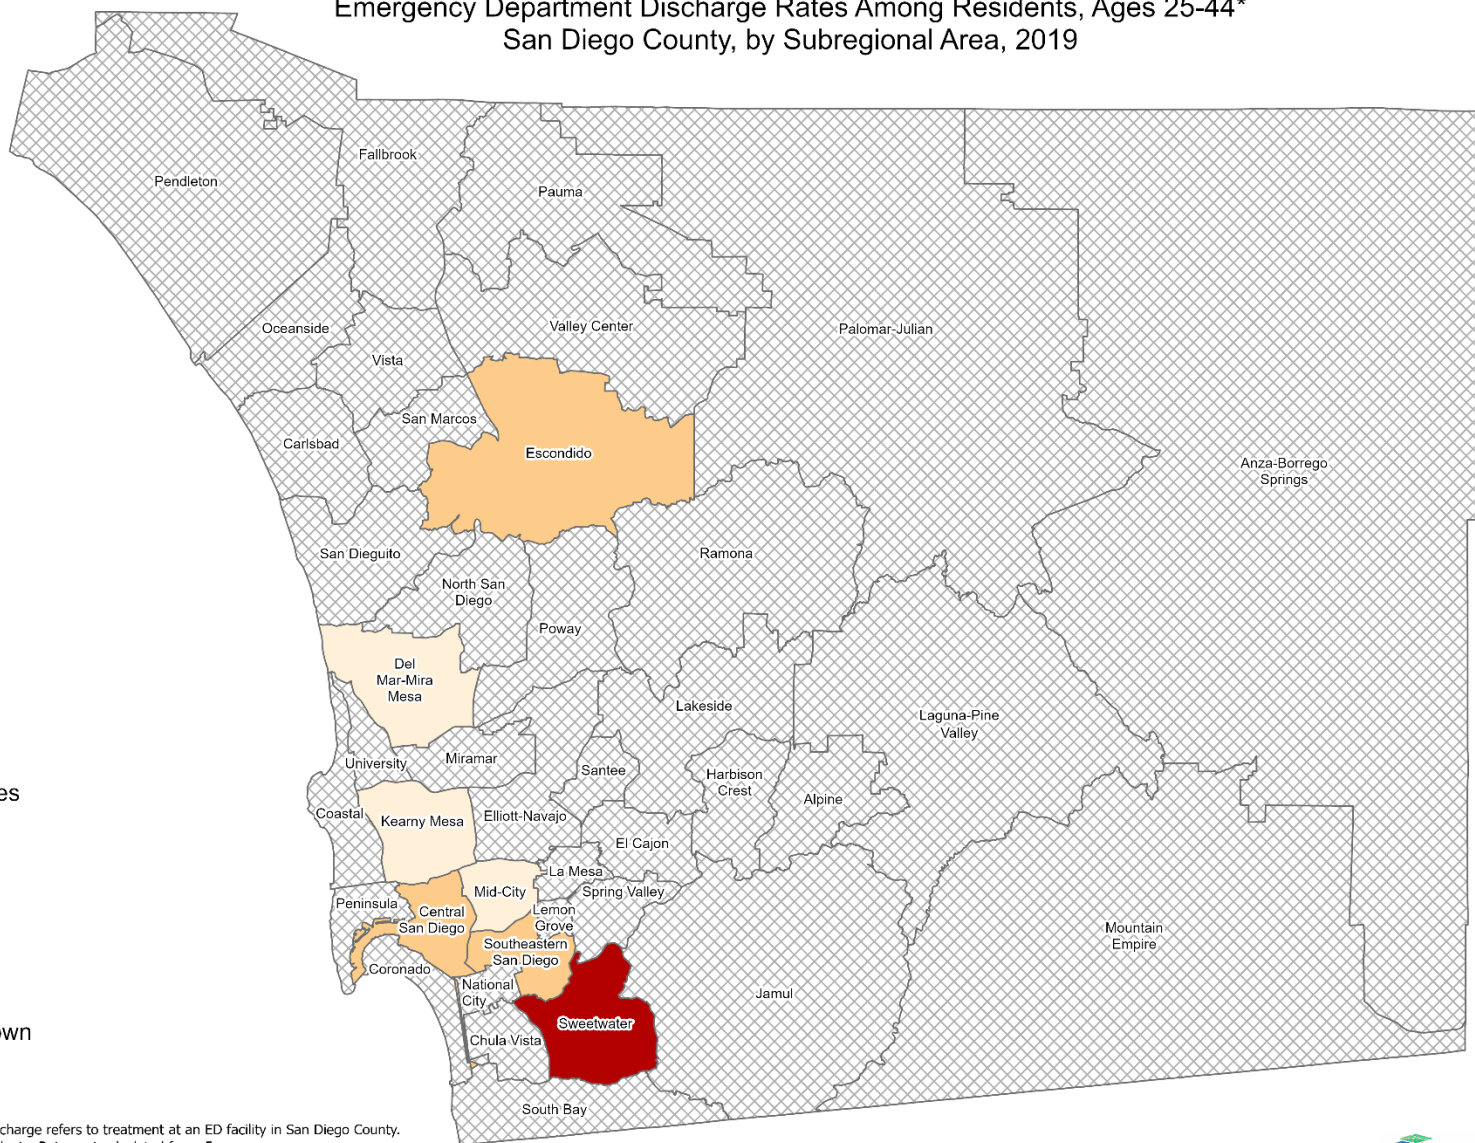 Emergency Department Discharge Rates Among Residents, Ages 25-44*
San Diego County, by Subregional Area, 2019
Fallbrook
Pendleton
Pauma
Oceanside
Valley Center
Palomar-Julian
Vista
San Marcos
Carlsbad
Escondido
Anza-Borrego
Springs
San Dieguito
Ramona
North San
Diego
Poway
Del
Mar-Mira
Mesa
Lakeside
Laguna-Pine
Valley
University
Miramar
Santee
Harbison
Crest
es
Alpine
Coastal
Kearny Mesa
Elliott-Navajo
El Cajon
La Mesa
Mid-City
Spring Valley
Peninsula
Central
San Diego
Lemon
Grove
Southeastern
San Diego
Mountain
Empire
Coronado
National
City
Jamul
Sweetwater
own
Chula Vista
South Bay
charge refers to treatment at an ED facility in San Diego County.